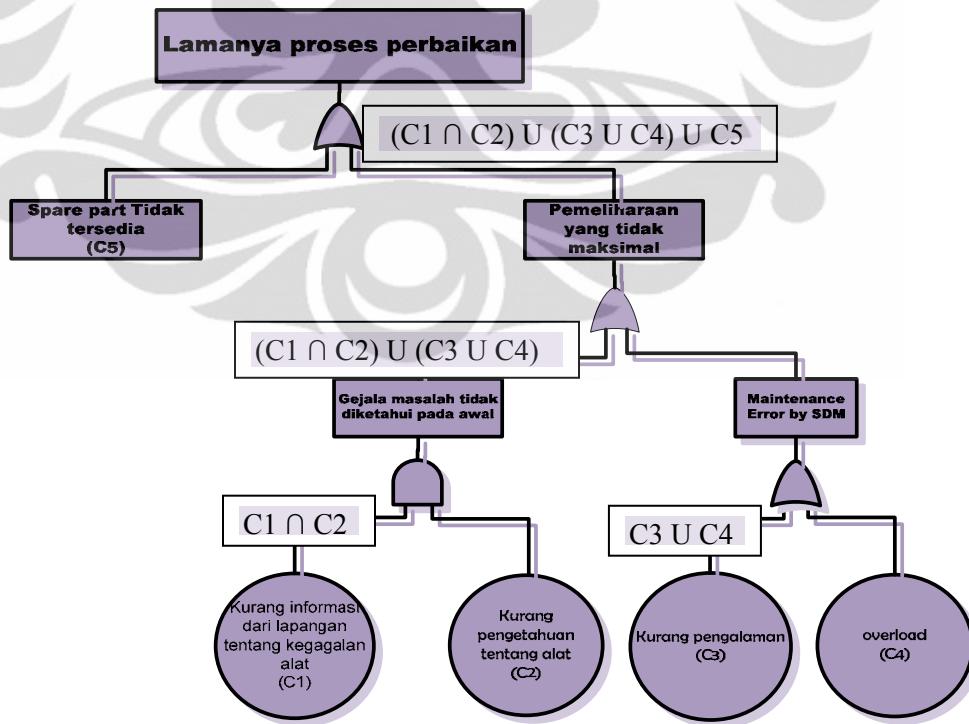 Lamanya proses perbaikan
(C1 ∩ C2) U (C3 U C4) U C5
Spare part Tidak
tersedia
(C5)
Pemeliharaan
yang tidak
maksimal
(C1 ∩ C2) U (C3 U C4)
Gejala masalah tidak
diketahui pada awal
Maintenance
Error by SDM
C1 ∩ C2
C3 U C4
Kurang informasi
dari lapangan
tentang kegagalan
alat
(C1)
Kurang
pengetahuan
tentang alat
(C2)
Kurang pengalaman
(C3)
overload
(C4)